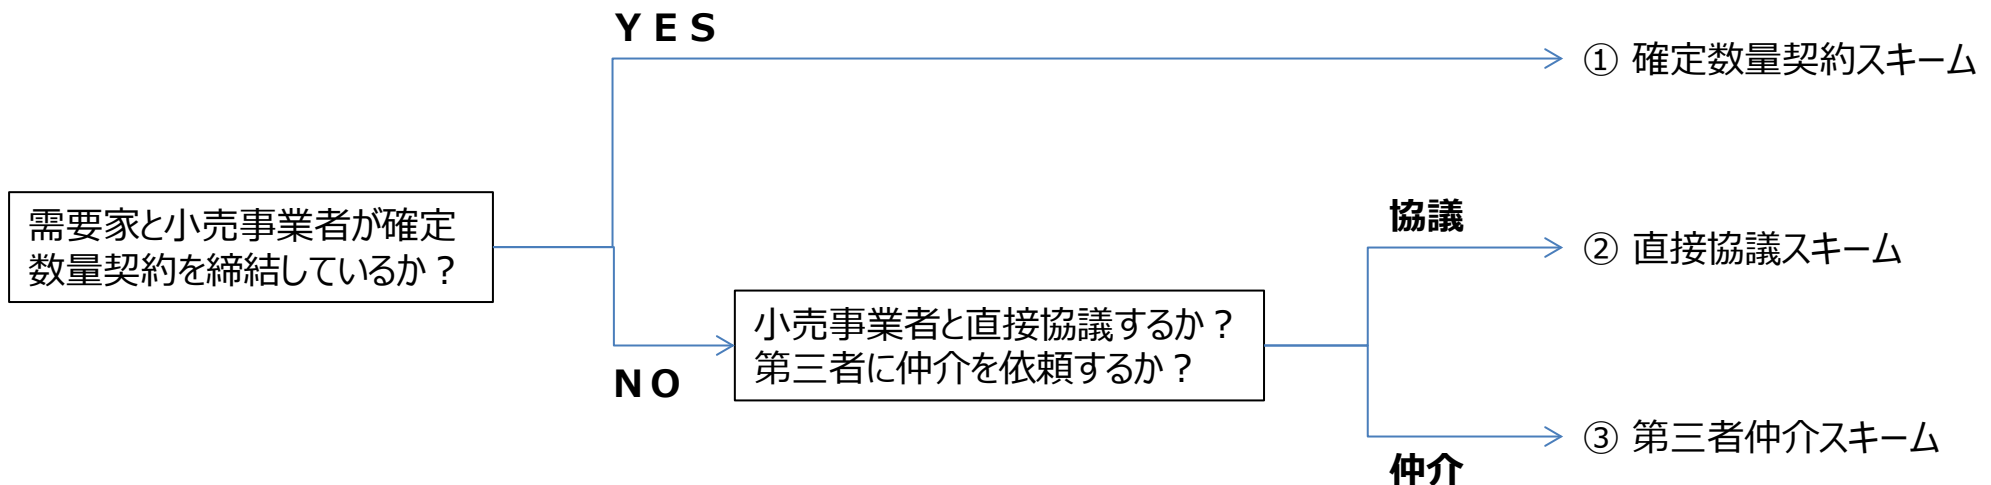 ＹＥＳ
① 確定数量契約スキーム
需要家と小売事業者が確定
数量契約を締結しているか？
協議
② 直接協議スキーム
小売事業者と直接協議するか？
第三者に仲介を依頼するか？
ＮＯ
③ 第三者仲介スキーム
仲介